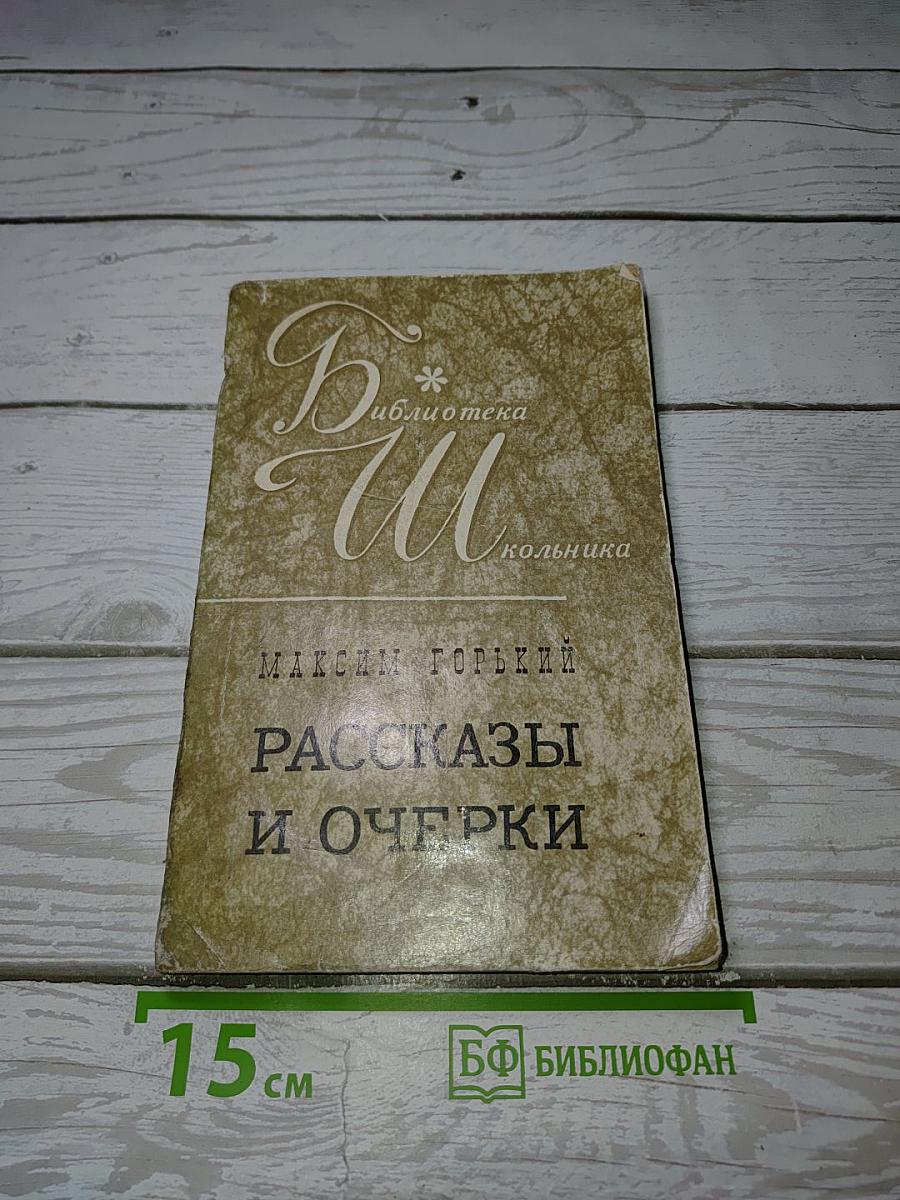 Библиотека
Школьника
МАКСИМ ГОРЬКИЙ
РАССКАЗЫ
И ОЧЕРКИ
15 см
БФ БИБЛИОФАН